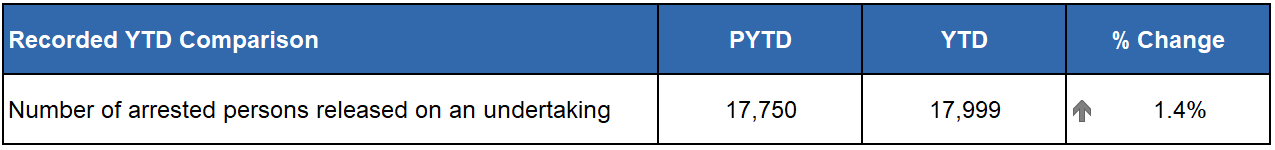 Recorded YTD Comparison PYTD YTD % Change
Number of arrested persons released on an undertaking 17,750 17,999 1.4%